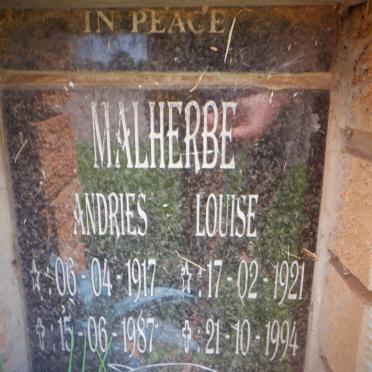 IN PEACE
MALHERBE
ANDRIES LOUISE
☆: 06-04-1917 ☆: 17-02-1921
✞: 15-06-1987 ✞: 21-10-1994